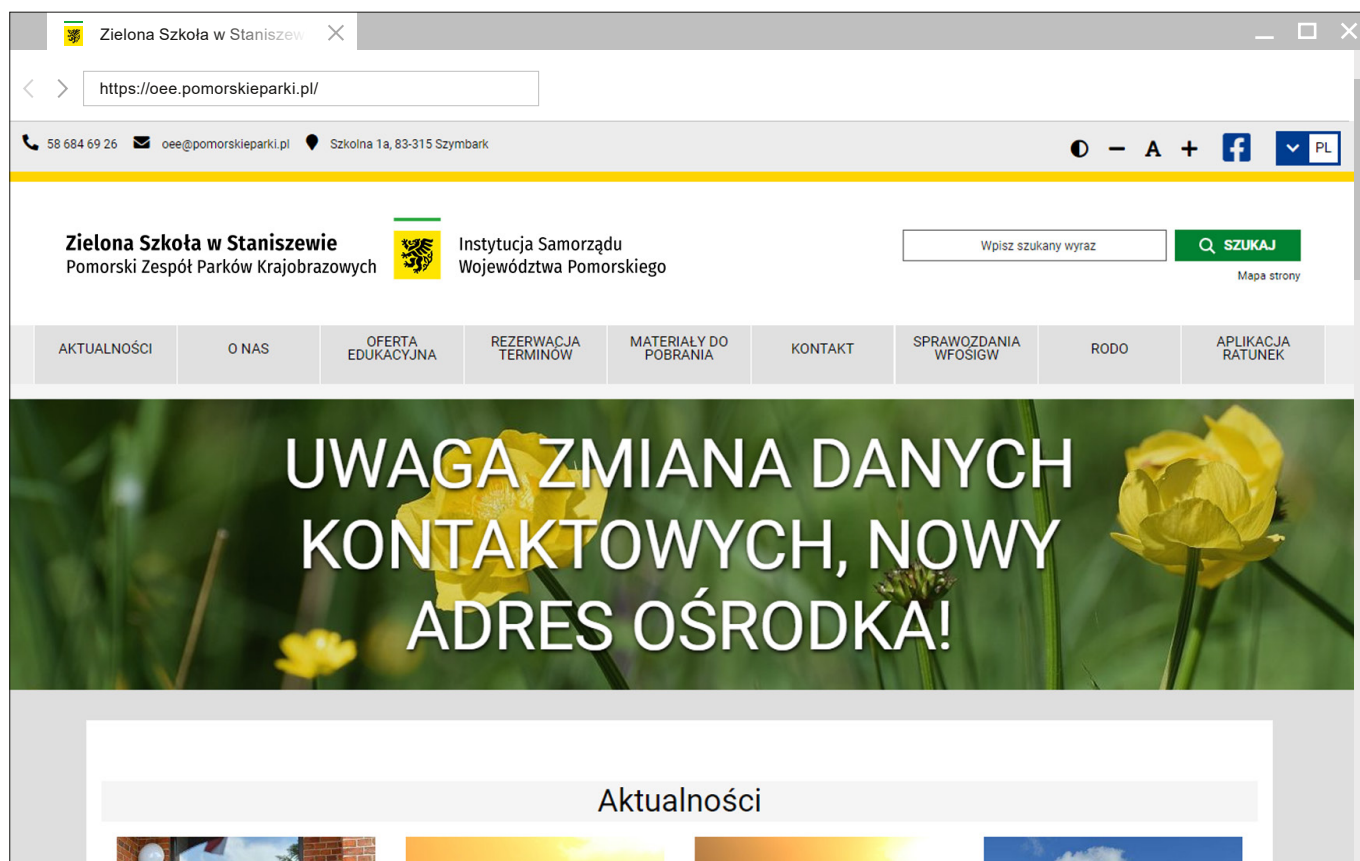 Zielona Szkoła w Staniszew
https://oee.pomorskieparki.pl/
58 684 69 26 oee@pomorskieparki.pl Szkolna 1a, 83-315 Szymbark
A
PL
Zielona Szkoła w Staniszewie
Pomorski Zespół Parków Krajobrazowych
Instytucja Samorządu
Województwa Pomorskiego
Wpisz szukany wyraz
SZUKAJ
Mapa strony
AKTUALNOŚCI
O NAS
OFERTA
EDUKACYJNA
REZERWACJA
TERMINÓW
MATERIAŁY DO
POBRANIA
KONTAKT
SPRAWOZDANIA
WFOŚIGW
RODO
APLIKACJA
RATUNEK
UWAGA ZMIANA DANYCH
KONTAKTOWYCH, NOWY
ADRES OŚRODKA!
Aktualności